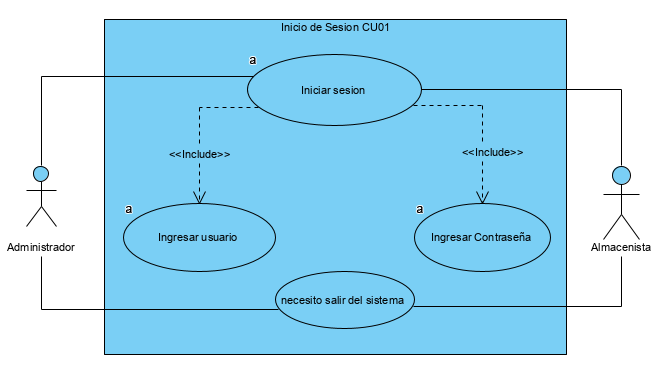 Inicio de Sesion CU01
a
Iniciar sesion
<<Include>>
<<Include>>
a
a
Ingresar usuario
Ingresar Contraseña
Administrador
Almacenista
necesito salir del sistema